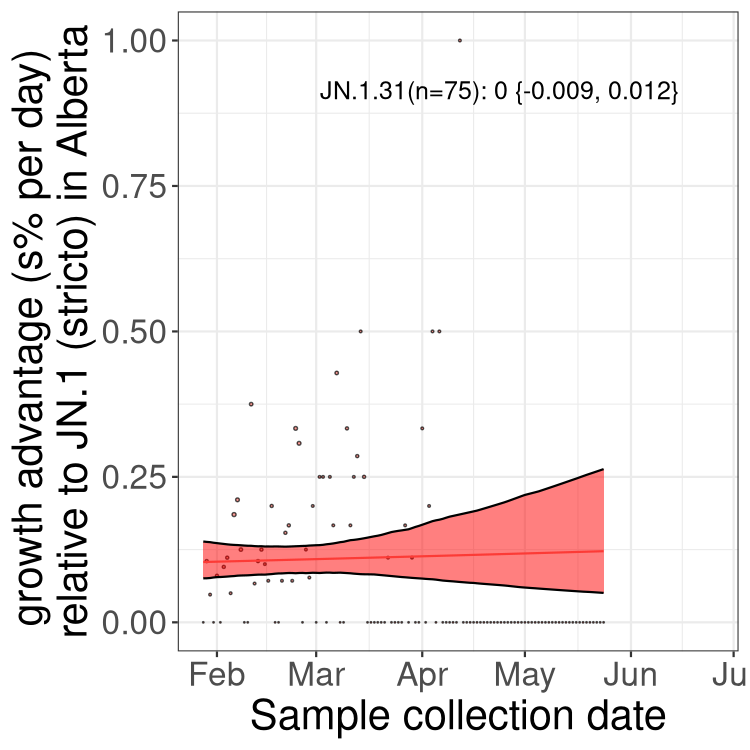 growth advantage (s% per day)
relative to JN.1 (stricto) in Alberta
1.00
JN.1.31(n=75): 0 {-0.009, 0.012}
0.75
0.50
0.25
0.00
Feb Mar Apr May Jun Ju
Sample collection date